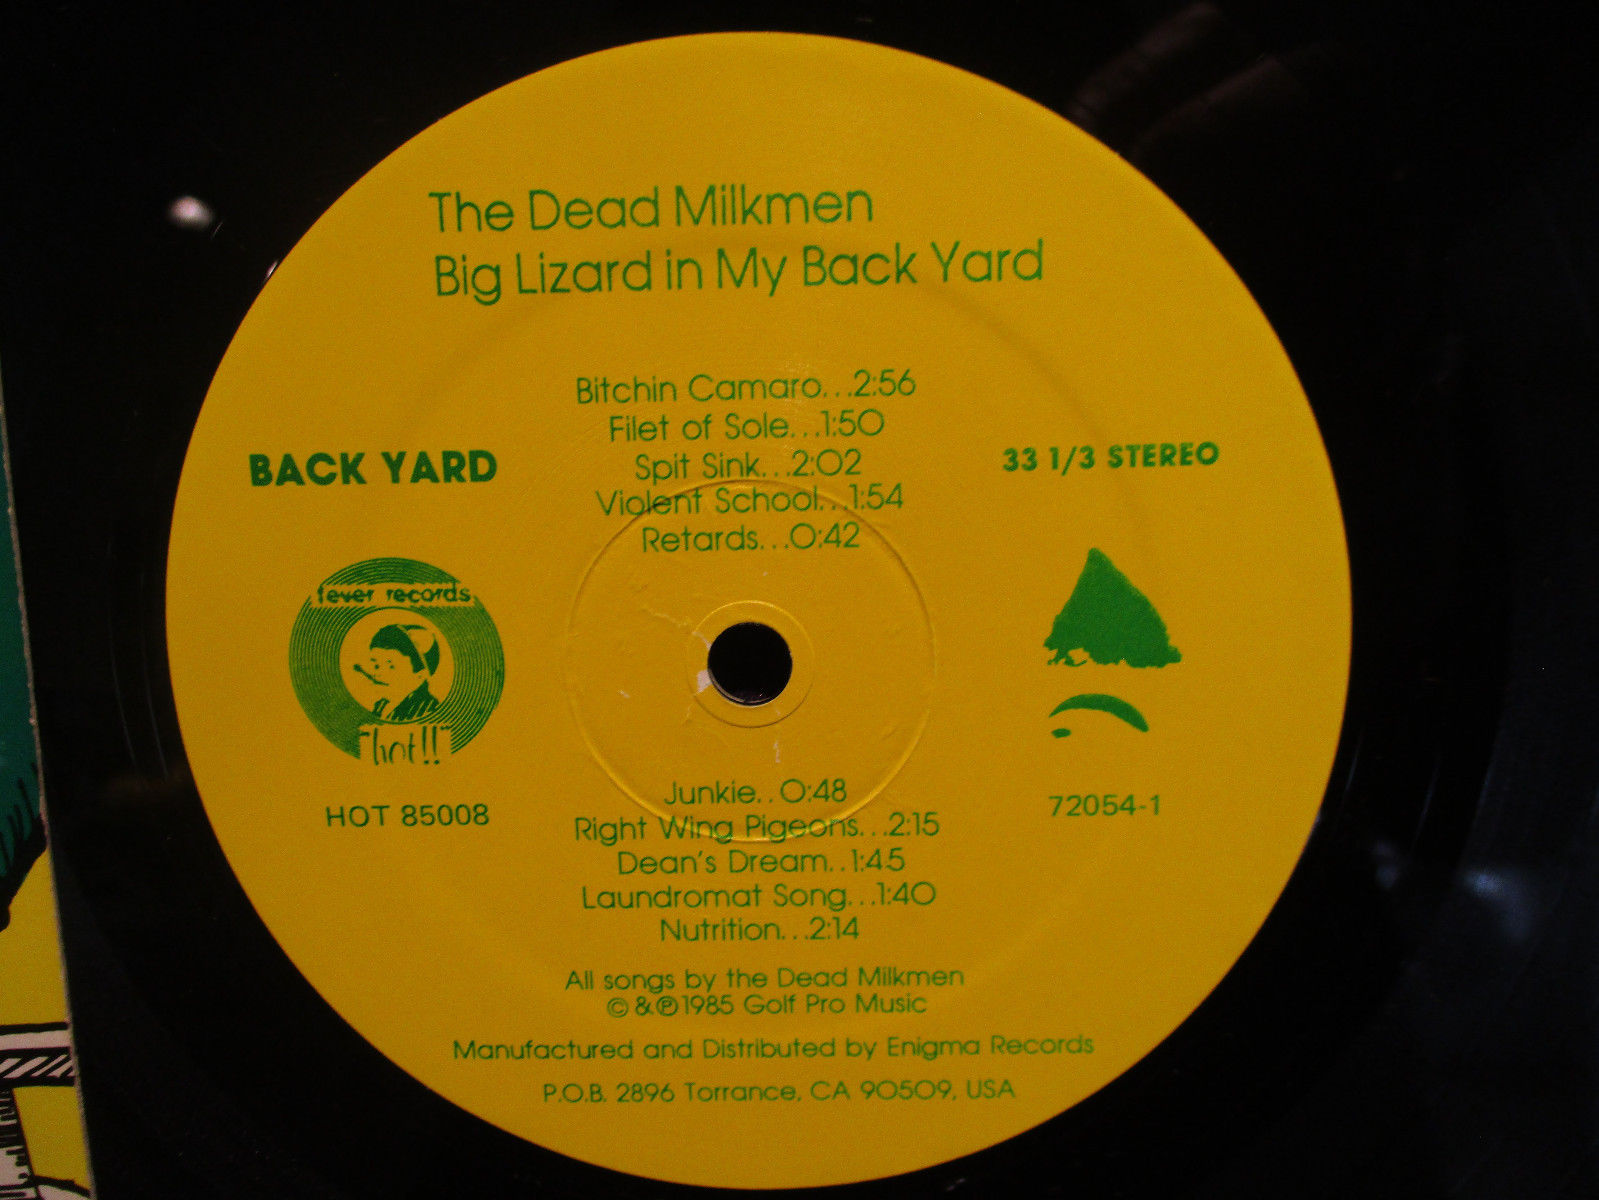 The Dead Milkmen
Big Lizard in My Back Yard
Bitchin Camaro...2:56
Filet of Sole...1:50
Spit Sink...2:02
Violent School...1:54
Retards...0:42
BACK YARD
33 1/3 STEREO
fever records
"hot!!"
HOT 85008
72054-1
Junkie..0:48
Right Wing Pigeons...2:15
Dean's Dream..1:45
Laundromat Song...1:40
Nutrition...2:14
All songs by the Dead Milkmen
© & ℗ 1985 Golf Pro Music
Manufactured and Distributed by Enigma Records
P.O.B. 2896 Torrance, CA 90509, USA